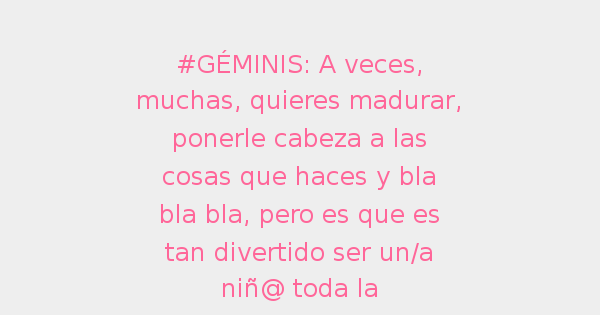 #GÉMINIS: A veces,
muchas, quieres madurar,
ponerle cabeza a las
cosas que haces y bla
bla bla, pero es que es
tan divertido ser un/a
niñ@ toda la